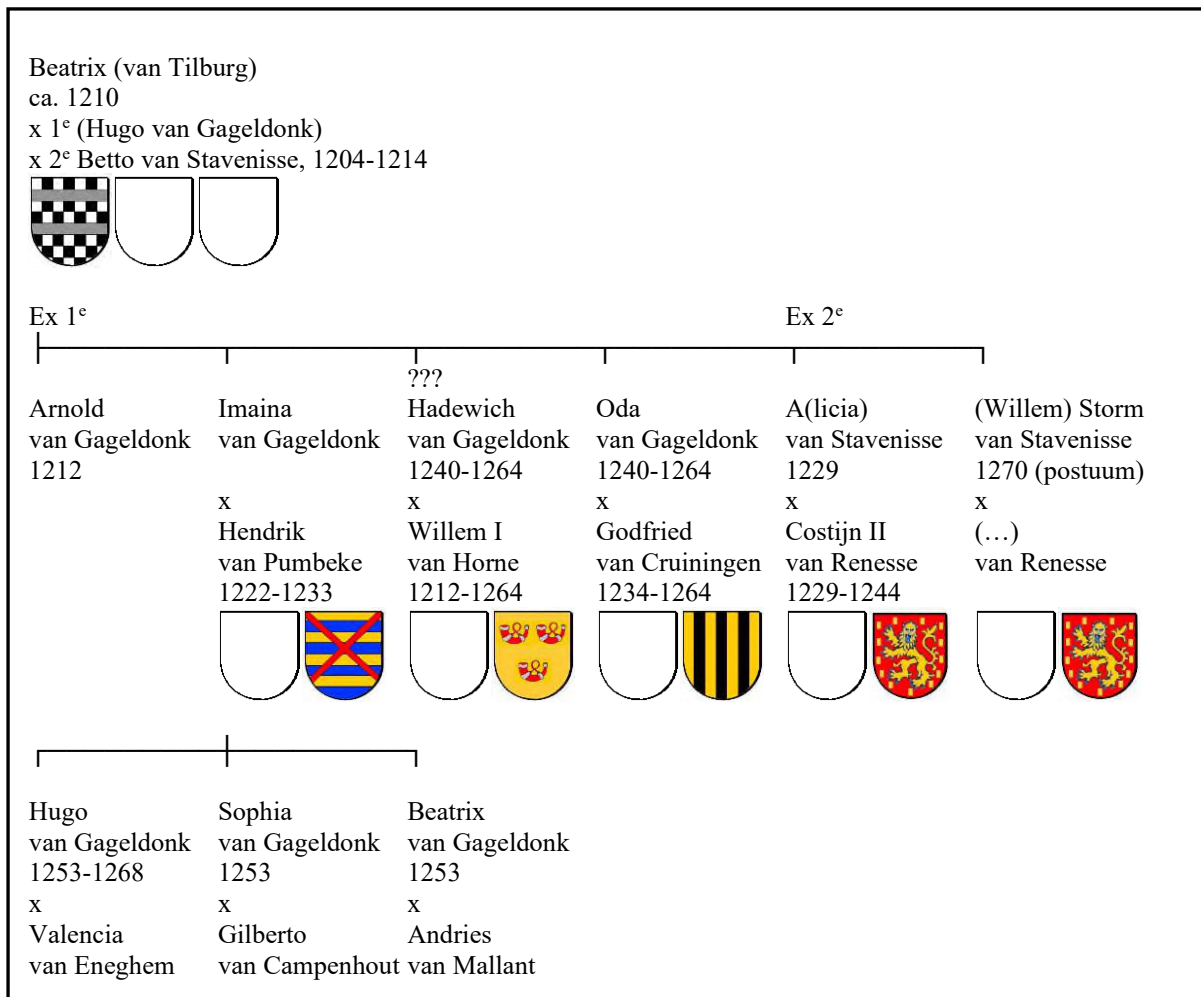 Beatrix (van Tilburg)
ca. 1210
x 1e (Hugo van Gageldonk)
x 2e Betto van Stavenisse, 1204-1214
Ex 1e
Ex 2e
???
Arnold
van Gageldonk
1212
Imaina
van Gageldonk
x
Hendrik
van Pumbeke
1222-1233
Hadewich
van Gageldonk
1240-1264
x
Willem I
van Horne
1212-1264
Oda
van Gageldonk
1240-1264
x
Godfried
van Cruiningen
1234-1264
A(licia)
van Stavenisse
1229
x
Costijn II
van Renesse
1229-1244
(Willem) Storm
van Stavenisse
1270 (postuum)
x
(…)
van Renesse
Hugo
van Gageldonk
1253-1268
x
Valencia
van Eneghem
Sophia
van Gageldonk
1253
x
Gilberto
van Campenhout
Beatrix
van Gageldonk
1253
x
Andries
van Mallant